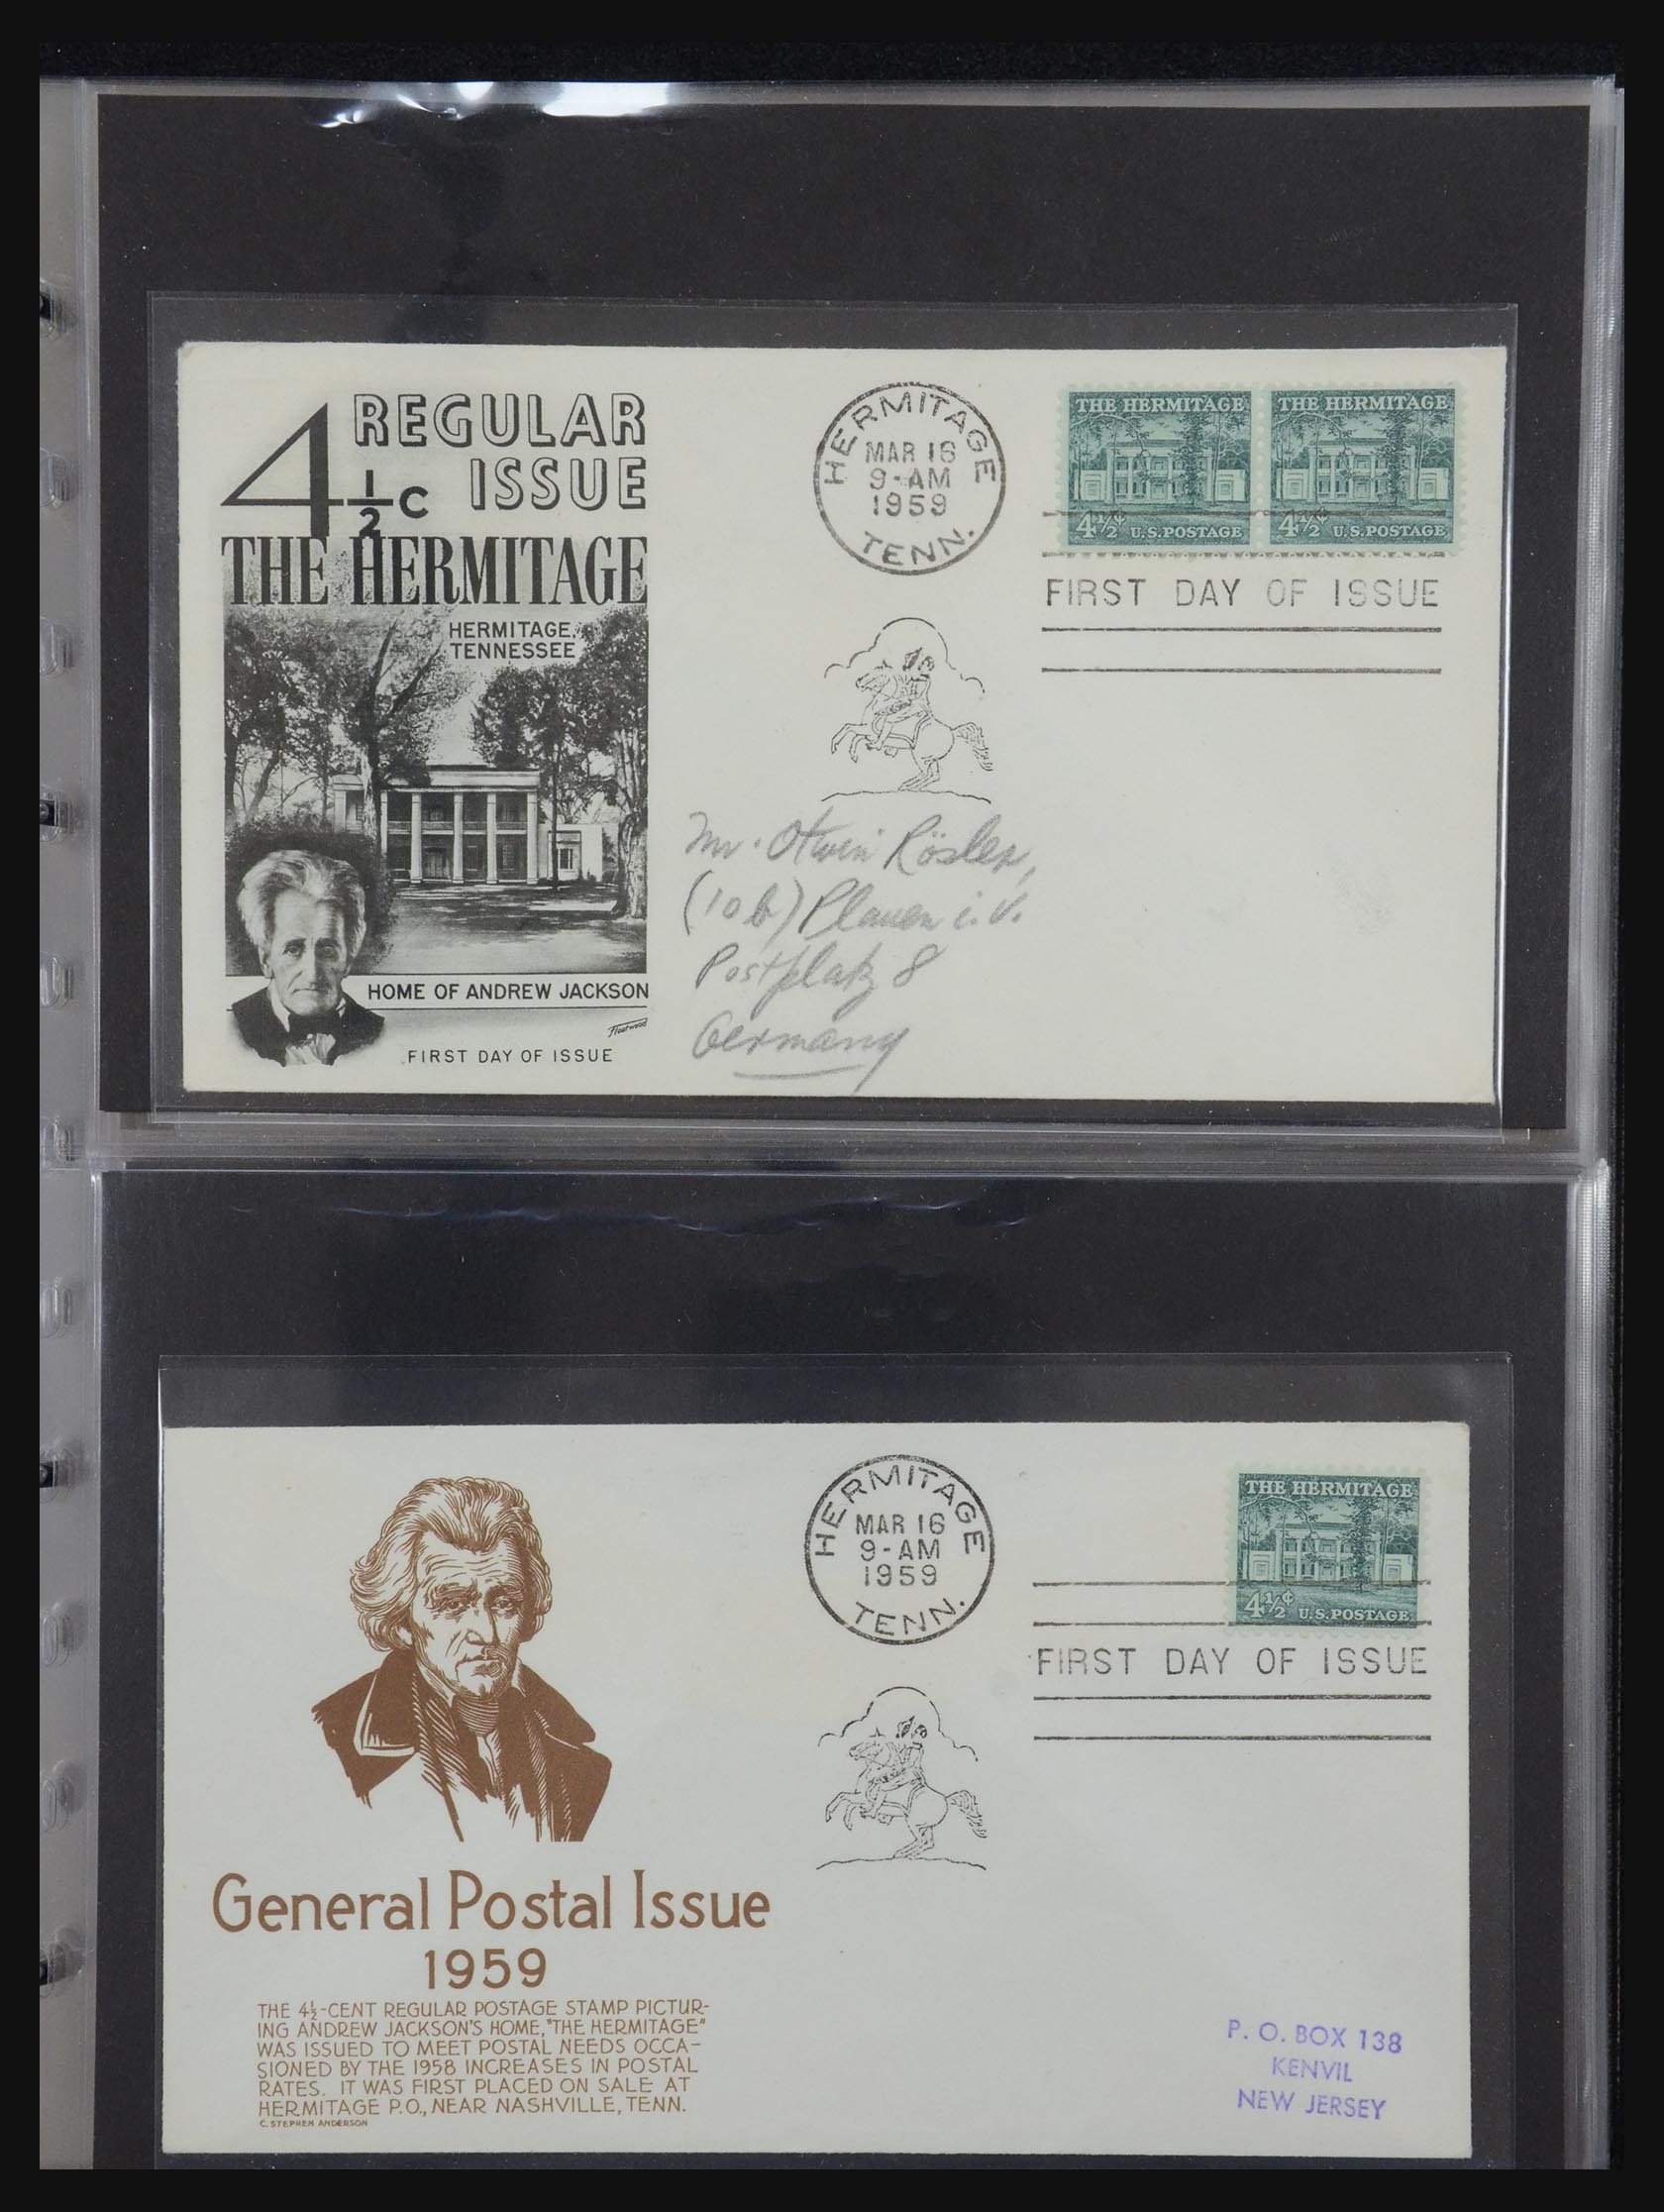 4½c REGULAR
ISSUE
THE HERMITAGE
HERMITAGE,
TENNESSEE
HOME OF ANDREW JACKSON
Fleetwood
FIRST DAY OF ISSUE
HERMITAGE
MAR 16
9-AM
1959
TENN.
THE HERMITAGE
4½¢ U.S. POSTAGE
THE HERMITAGE
4½¢ U.S. POSTAGE
FIRST DAY OF ISSUE
Mr. Otwin Rösler,
(10b) Plauen i. V.
Postplatz 8
Germany
HERMITAGE
MAR 16
9-AM
1959
TENN.
THE HERMITAGE
4½¢ U.S. POSTAGE
FIRST DAY OF ISSUE
General Postal Issue
1959
THE 4½-CENT REGULAR POSTAGE STAMP PICTUR-
ING ANDREW JACKSON'S HOME, "THE HERMITAGE"
WAS ISSUED TO MEET POSTAL NEEDS OCCA-
SIONED BY THE 1958 INCREASES IN POSTAL
RATES. IT WAS FIRST PLACED ON SALE AT
HERMITAGE P.O., NEAR NASHVILLE, TENN.
C. STEPHEN ANDERSON
P. O. BOX 138
KENVIL
NEW JERSEY